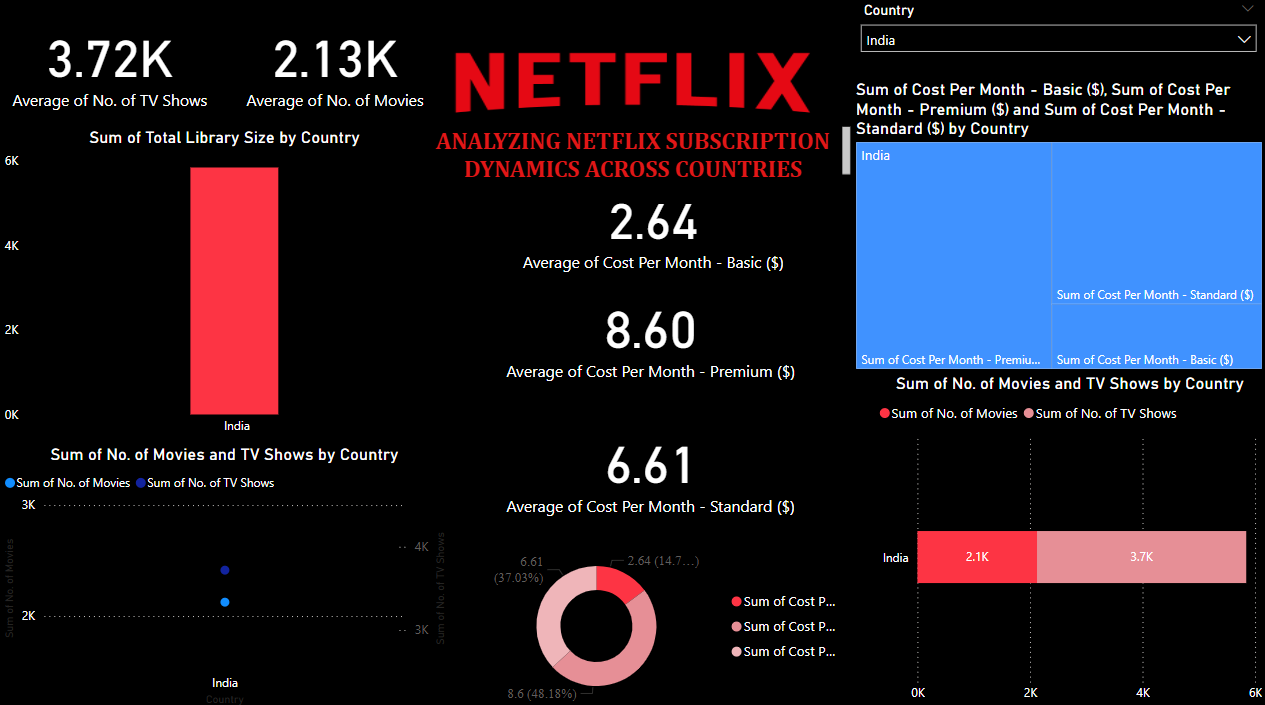 3.72K
Average of No. of TV Shows
2.13K
Average of No. of Movies
Sum of Total Library Size by Country
6K
4K
2K
0K
India
Sum of No. of Movies and TV Shows by Country
Sum of No. of Movies
Sum of No. of TV Shows
3K
2K
4K
3K
Sum of No. of Movies
Sum of No. of TV Shows
India
Country
NETFLIX
ANALYZING NETFLIX SUBSCRIPTION
DYNAMICS ACROSS COUNTRIES
2.64
Average of Cost Per Month - Basic ($)
8.60
Average of Cost Per Month - Premium ($)
6.61
Average of Cost Per Month - Standard ($)
6.61
(37.03%)
2.64 (14.7...)
8.6 (48.18%)
Sum of Cost P...
Sum of Cost P...
Sum of Cost P...
Country
India
Sum of Cost Per Month - Basic ($), Sum of Cost Per
Month - Premium ($) and Sum of Cost Per Month -
Standard ($) by Country
India
Sum of Cost Per Month - Standard ($)
Sum of Cost Per Month - Premiu...
Sum of Cost Per Month - Basic ($)
Sum of No. of Movies and TV Shows by Country
Sum of No. of Movies
Sum of No. of TV Shows
India
2.1K
3.7K
0K
2K
4K
6K